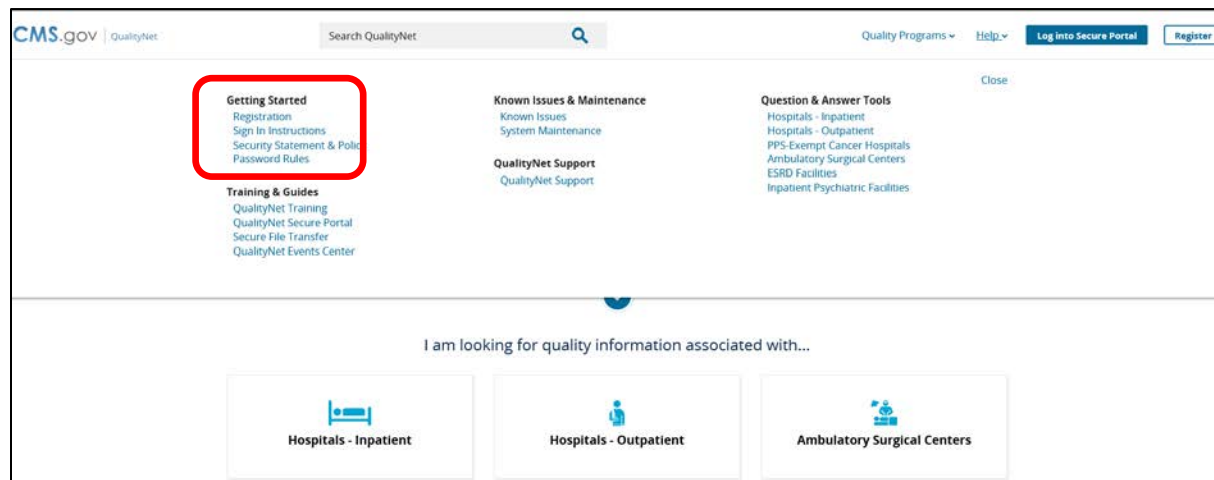 CMS.gov | QualityNet
Search QualityNet
Quality Programs
Help
Log into Secure Portal
Register
Close
Getting Started
Registration
Sign In Instructions
Security Statement & Polic
Password Rules
Training & Guides
QualityNet Training
QualityNet Secure Portal
Secure File Transfer
QualityNet Events Center
Known Issues & Maintenance
Known Issues
System Maintenance
QualityNet Support
QualityNet Support
Question & Answer Tools
Hospitals - Inpatient
Hospitals - Outpatient
PPS-Exempt Cancer Hospitals
Ambulatory Surgical Centers
ESRD Facilities
Inpatient Psychiatric Facilities
I am looking for quality information associated with...
Hospitals - Inpatient
Hospitals - Outpatient
Ambulatory Surgical Centers